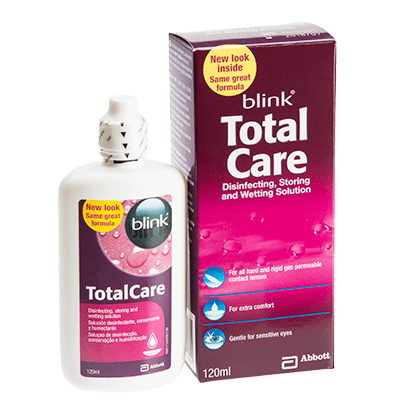 New look
Same great
formula
blink®
TotalCare
Disinfecting, storing and
wetting solution
Solución desinfectante, conservante
y humectante
Solução de desinfecção,
conservação e humidificação
120ml
New look
inside
Same great
formula
blink®
Total
Care
Disinfecting, Storing
and Wetting Solution
For all hard and rigid gas permeable
contact lenses
For extra comfort
Gentle for sensitive eyes
Abbott
120ml